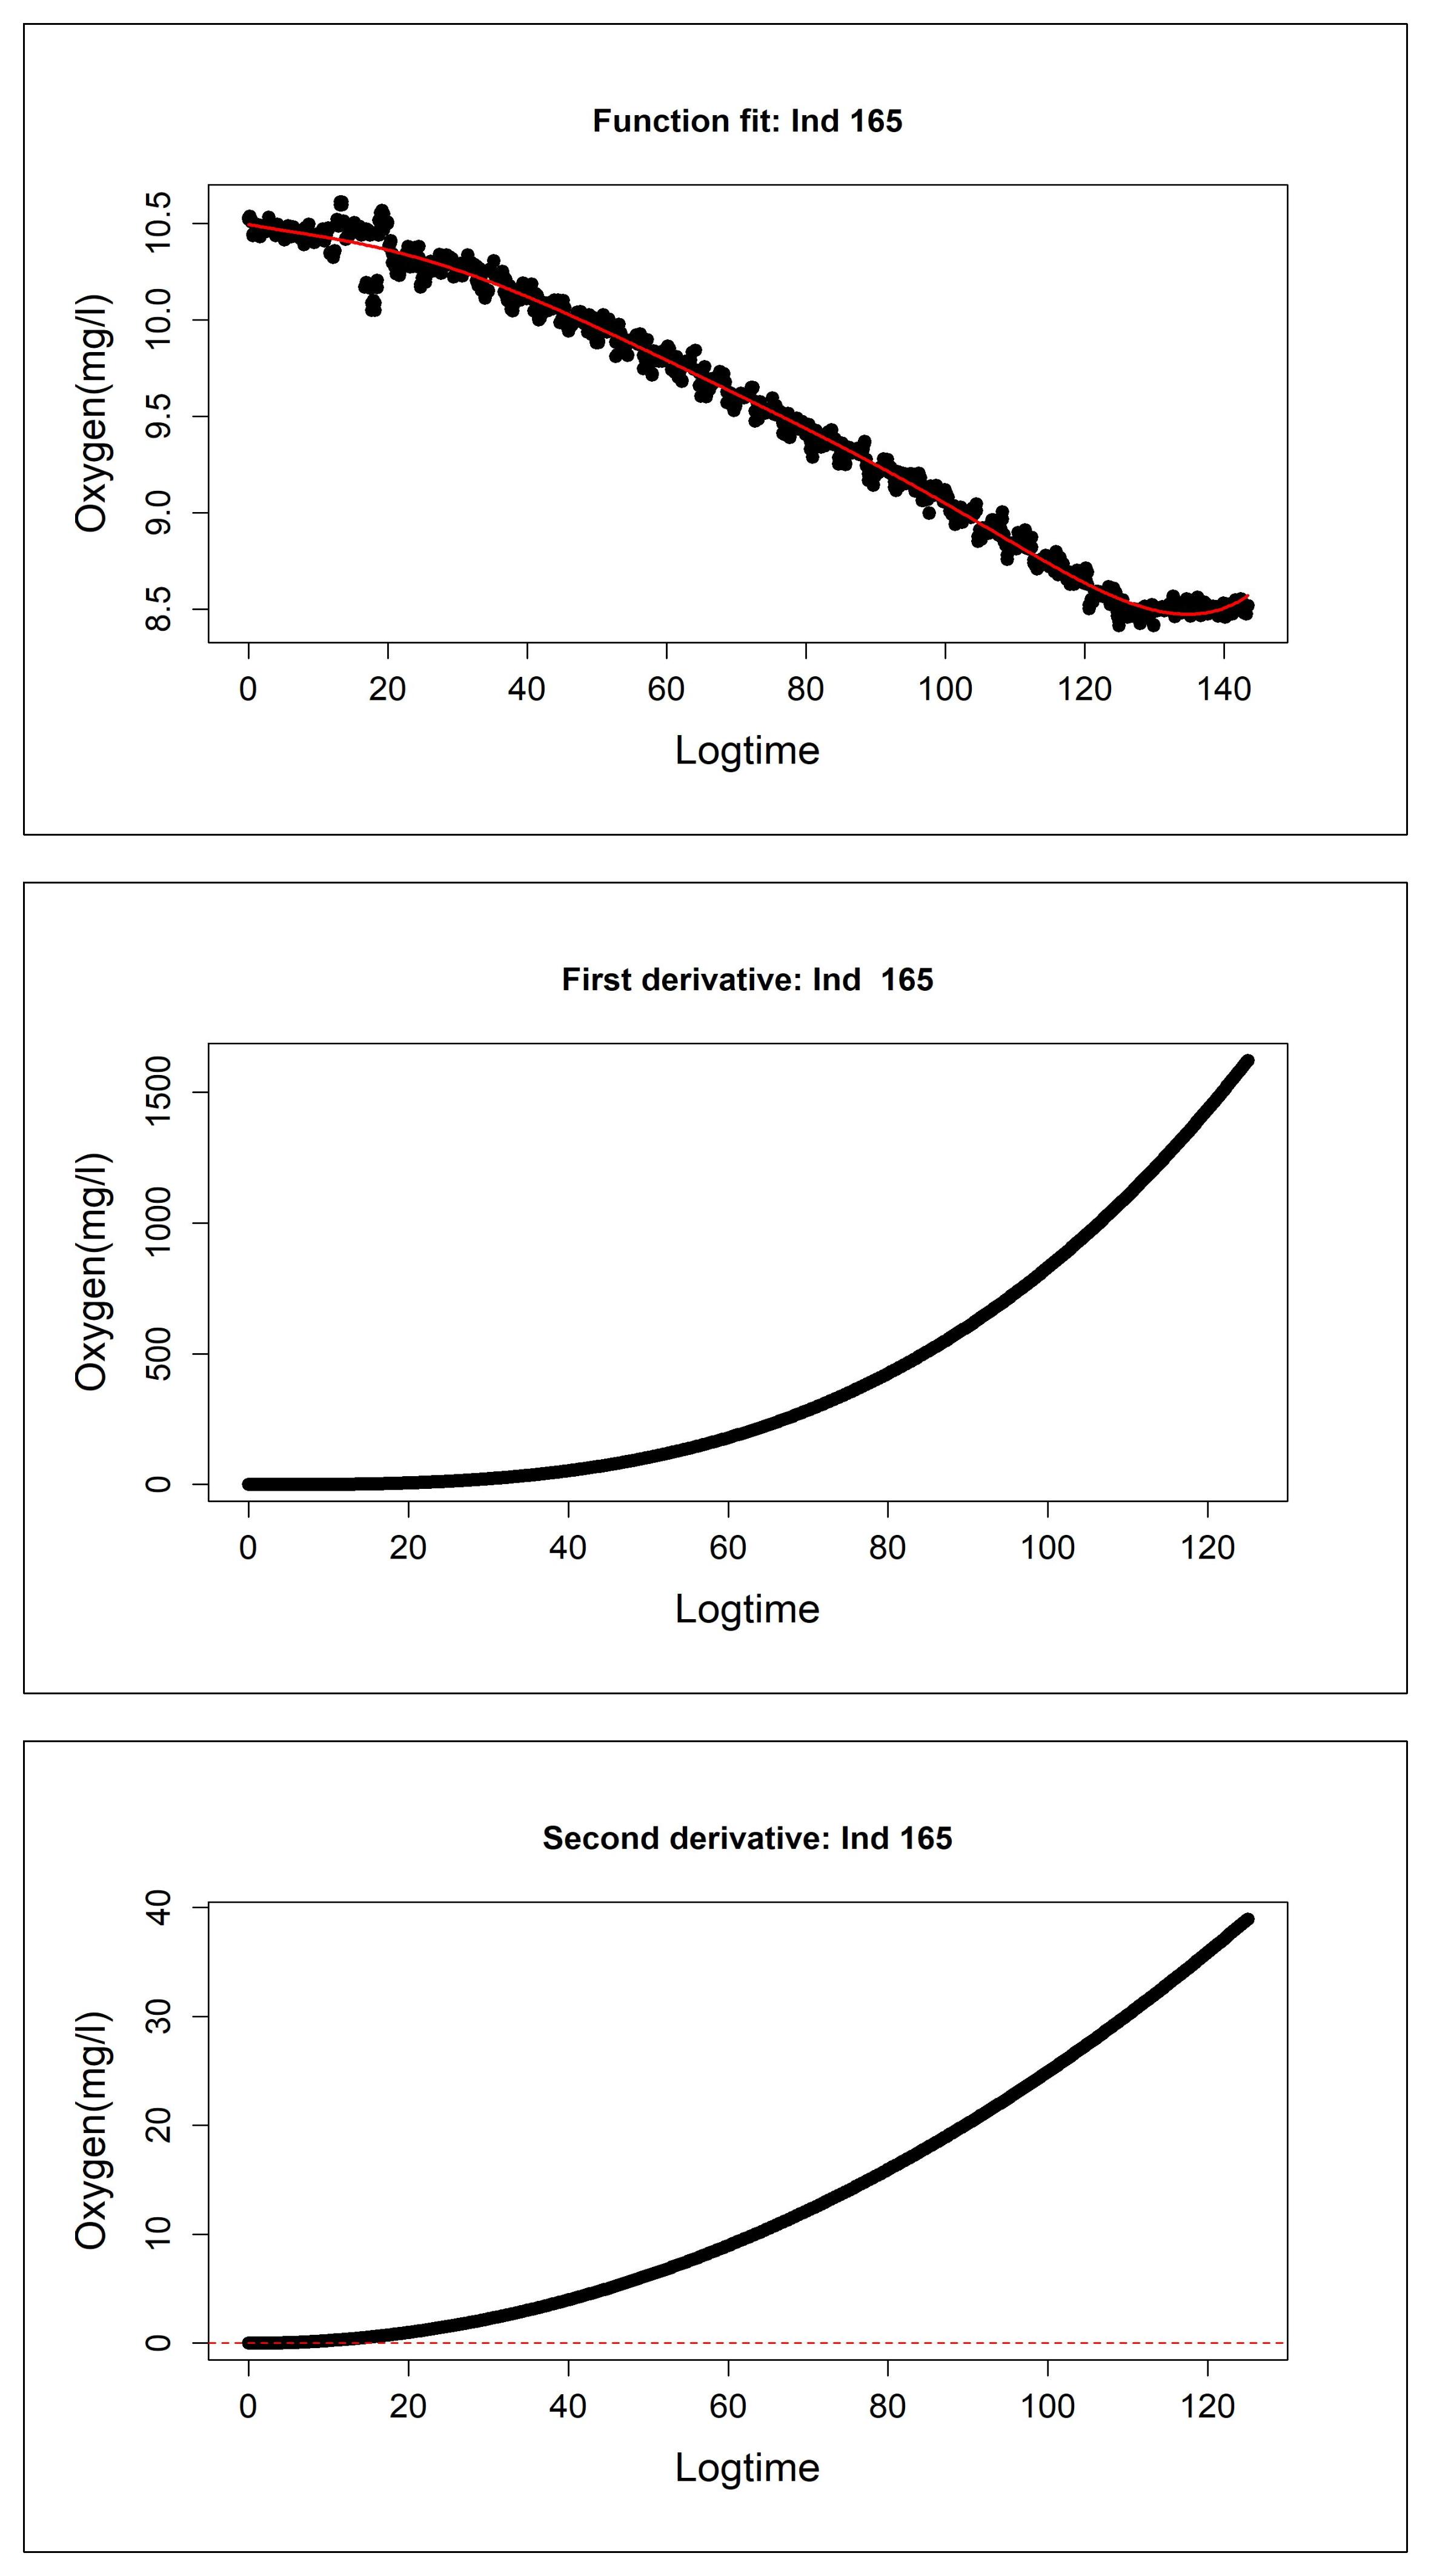 Function fit: Ind 165
10.5
10.0
9.5
9.0
8.5
Oxygen(mg/l)
0 20 40 60 80 100 120 140
Logtime
First derivative: Ind  165
1500
1000
500
0
Oxygen(mg/l)
0 20 40 60 80 100 120
Logtime
Second derivative: Ind 165
40
30
20
10
0
Oxygen(mg/l)
0 20 40 60 80 100 120
Logtime